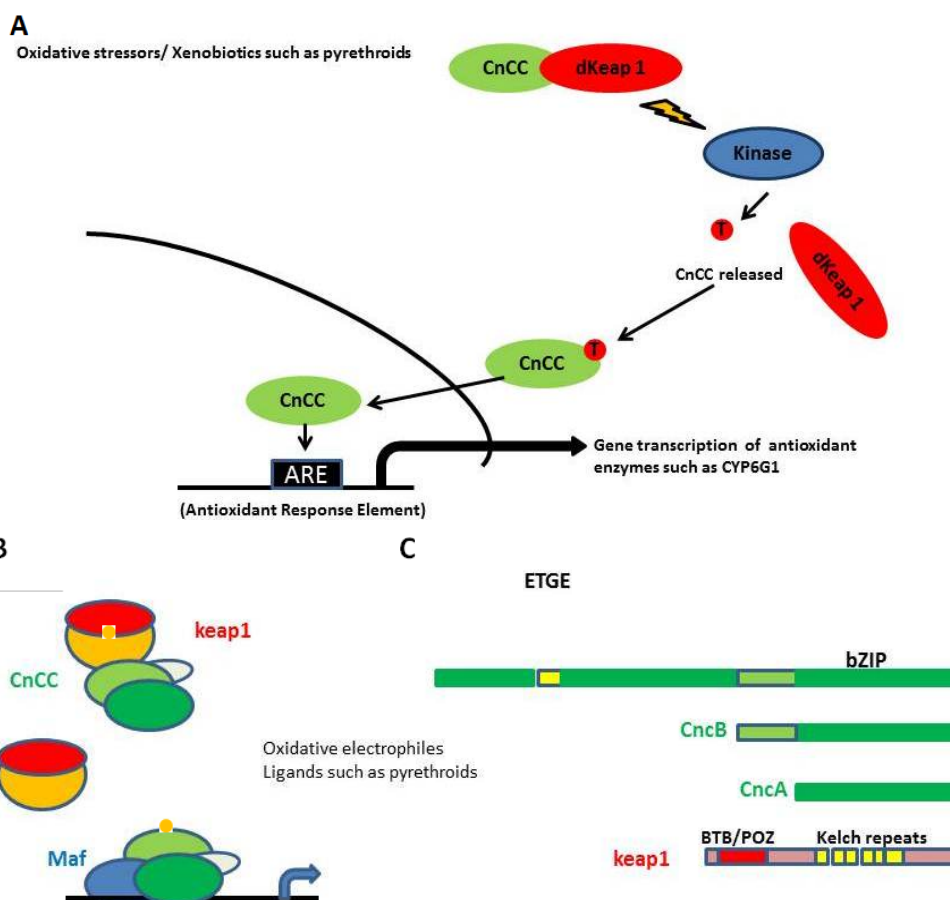 A
Oxidative stressors/ Xenobiotics such as pyrethroids
CnCC
dKeap 1
Kinase
T
dKeap 1
CnCC released
T
CnCC
CnCC
ARE
Gene transcription of antioxidant
enzymes such as CYP6G1
(Antioxidant Response Element)
B
keap1
CnCC
Oxidative electrophiles
Ligands such as pyrethroids
Maf
C
ETGE
bZIP
CncB
CncA
BTB/POZ
Kelch repeats
keap1